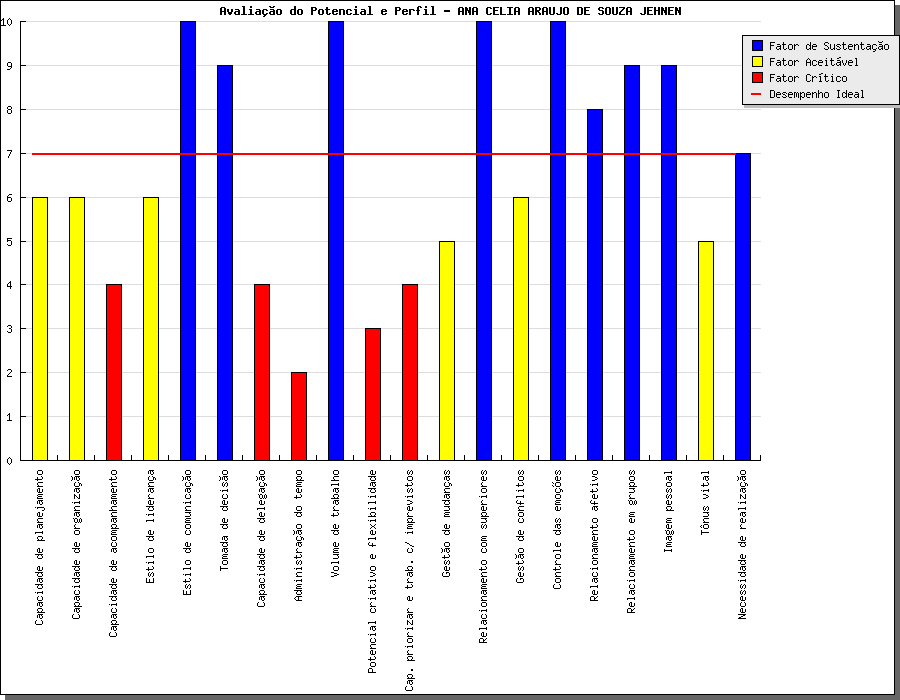 Avaliação do Potencial e Perfil - ANA CELIA ARAUJO DE SOUZA JEHNEN
10
9
8
7
6
5
4
3
2
1
0
Fator de Sustentação
Fator Aceitável
Fator Crítico
Desempenho Ideal
Capacidade de planejamento
Capacidade de organização
Capacidade de acompanhamento
Estilo de liderança
Estilo de comunicação
Tomada de decisão
Capacidade de delegação
Administração do tempo
Volume de trabalho
Potencial criativo e flexibilidade
Cap. priorizar e trab. c/ imprevistos
Gestão de mudanças
Relacionamento com superiores
Gestão de conflitos
Controle das emoções
Relacionamento afetivo
Relacionamento em grupos
Imagem pessoal
Tônus vital
Necessidade de realização